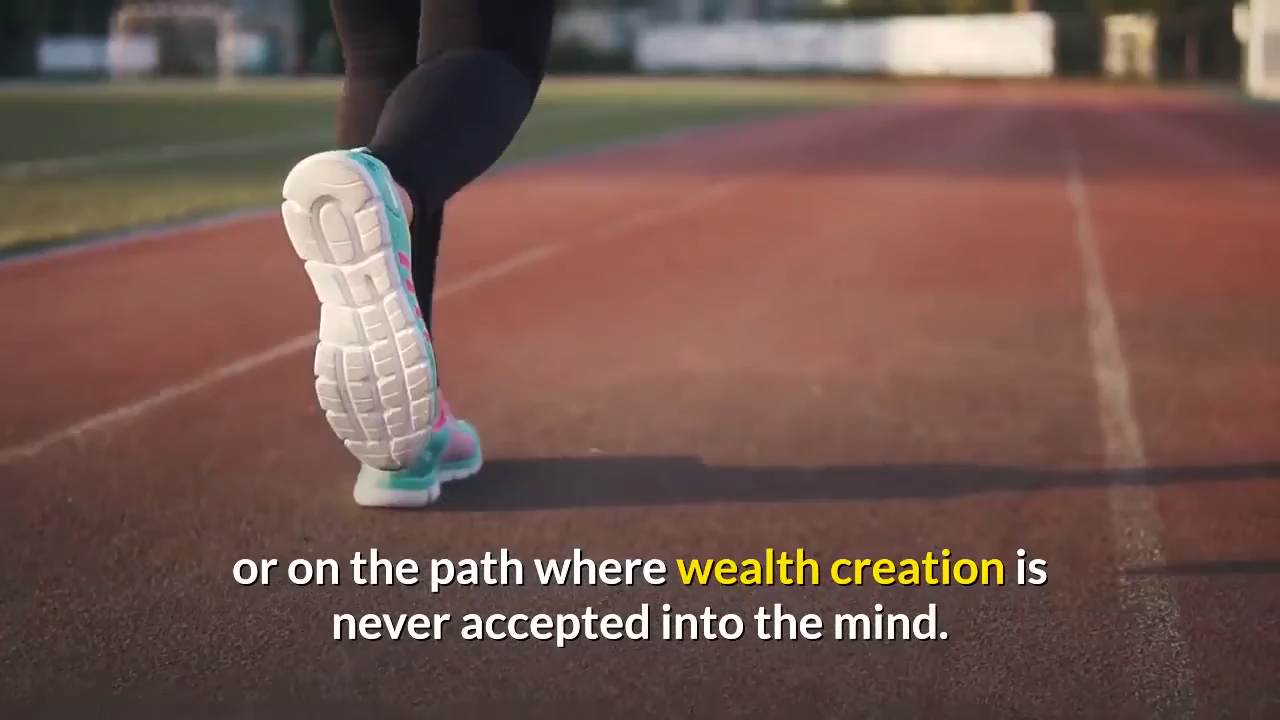 or on the path where wealth creation is
never accepted into the mind.